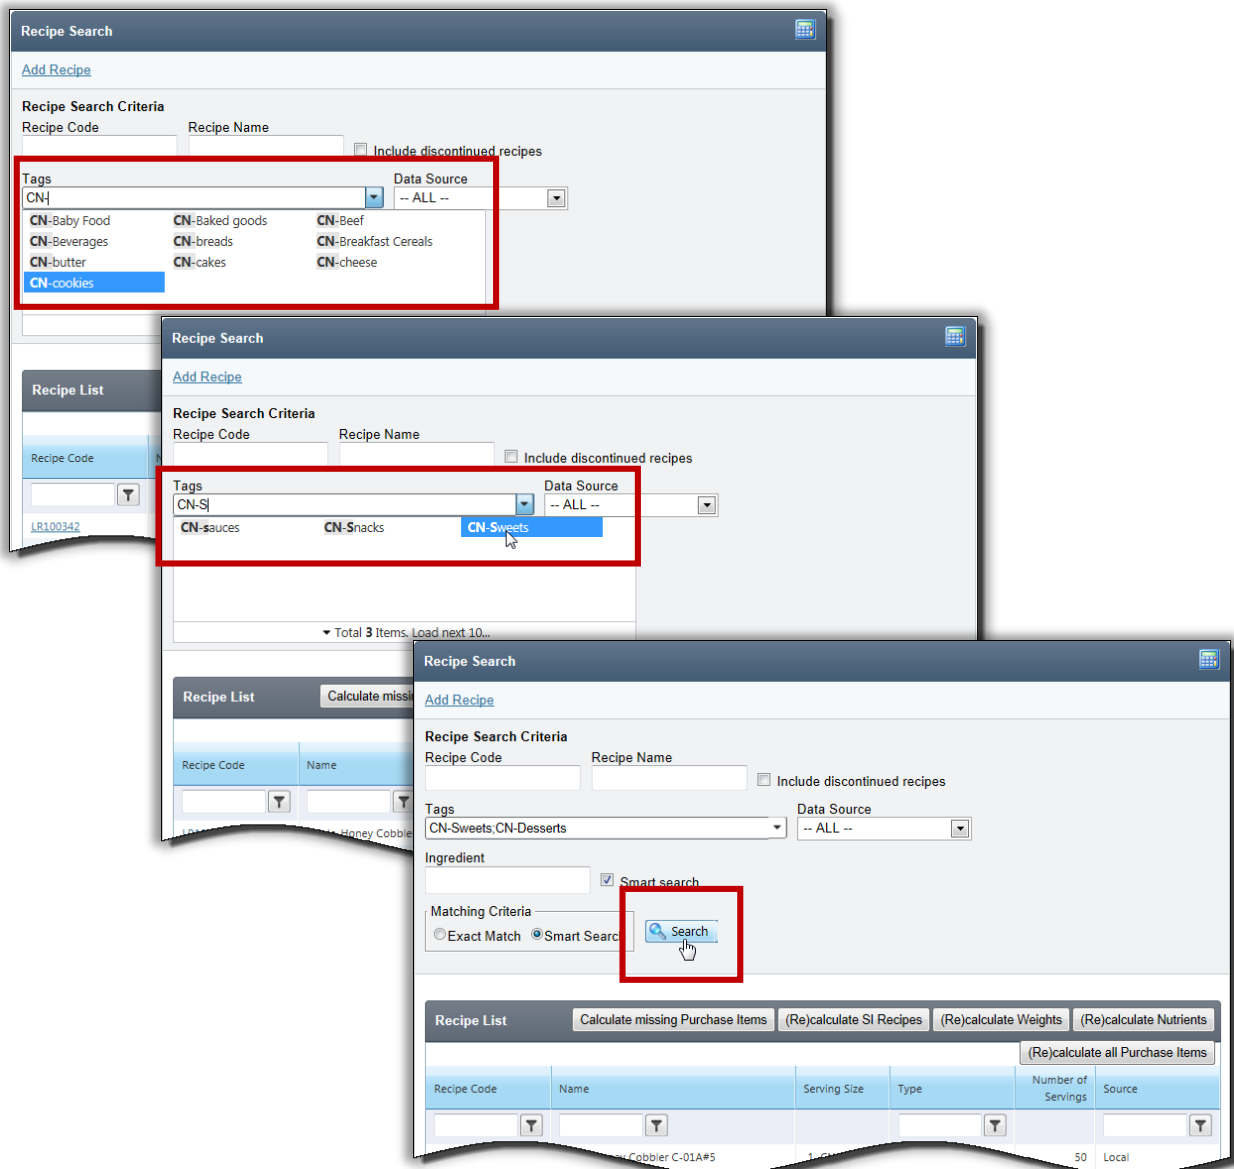 Recipe Search
Add Recipe
Recipe Search Criteria
Recipe Code Recipe Name
Include discontinued recipes
Tags Data Source
CN- -- ALL --
CN-Baby Food CN-Baked goods CN-Beef
CN-Beverages CN-breads CN-Breakfast Cereals
CN-butter CN-cakes CN-cheese
CN-cookies
Recipe List
Recipe Code
LR100342
Recipe Search
Add Recipe
Recipe Search Criteria
Recipe Code Recipe Name
Include discontinued recipes
Tags Data Source
CN-S -- ALL --
CN-sauces CN-Snacks CN-Sweets
Total 3 Items. Load next 10...
Recipe List Calculate
Recipe Code Name
Honey
Recipe Search
Add Recipe
Recipe Search Criteria
Recipe Code Recipe Name
Include discontinued recipes
Tags Data Source
CN-Sweets;CN-Desserts -- ALL --
Ingredient
Smart search
Matching Criteria
Exact Match Smart Search Search
Recipe List Calculate missing Purchase Items (Re)calculate SI Recipes (Re)calculate Weights (Re)calculate Nutrients
(Re)calculate all Purchase Items
Recipe Code Name Serving Size Type Number of Servings Source
Cobbler C-01A#5 50 Local